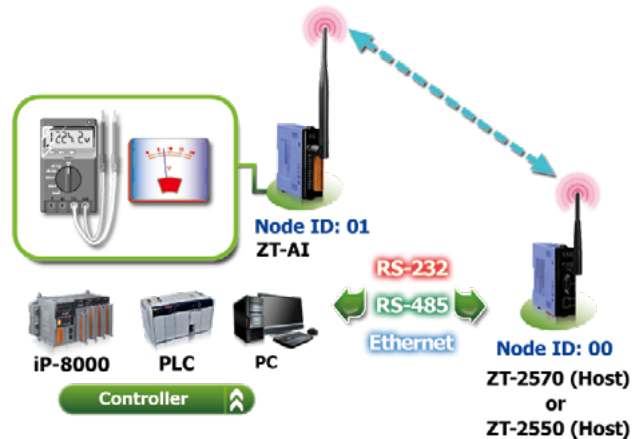 Node ID: 01
ZT-AI
RS-232
RS-485
Ethernet
iP-8000
PLC
PC
Controller
Node ID: 00
ZT-2570 (Host)
or
ZT-2550 (Host)